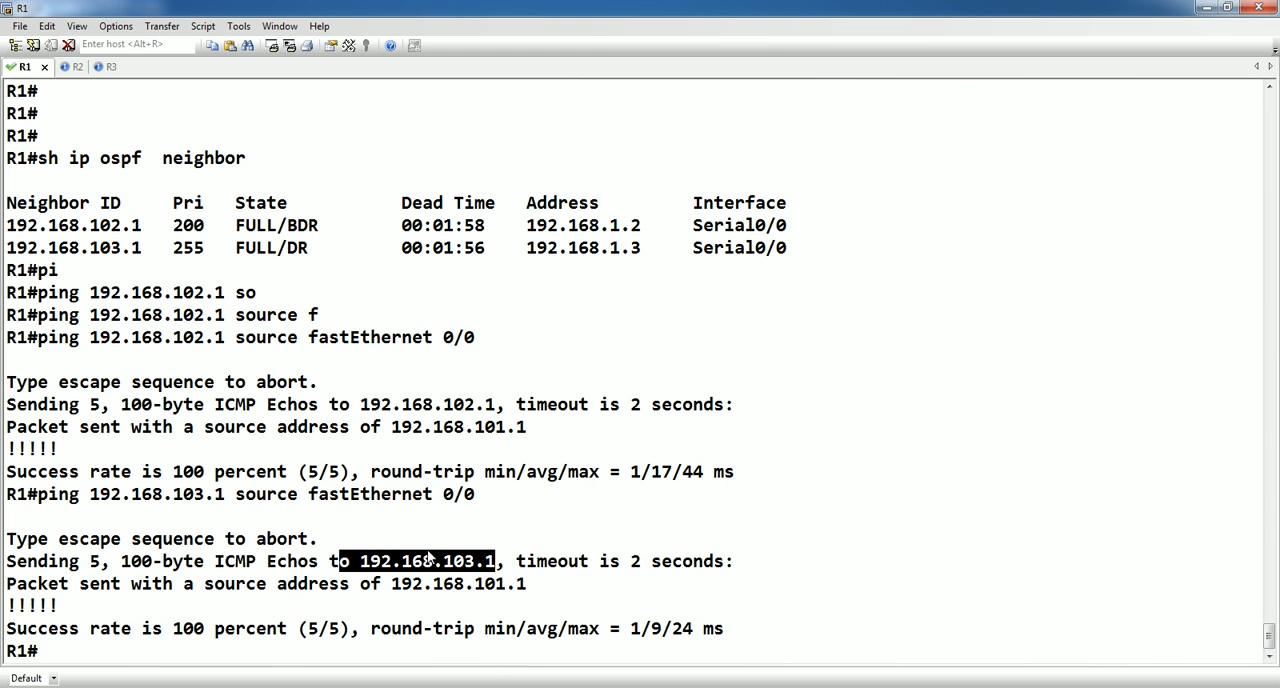 R1
File Edit View Options Transfer Script Tools Window Help
Enter host <Alt+R>
R1 R2 R3
R1#
R1#
R1#
R1#sh ip ospf  neighbor
Neighbor ID     Pri   State           Dead Time   Address         Interface
192.168.102.1   200   FULL/BDR        00:01:58    192.168.1.2     Serial0/0
192.168.103.1   255   FULL/DR         00:01:56    192.168.1.3     Serial0/0
R1#pi
R1#ping 192.168.102.1 so
R1#ping 192.168.102.1 source f
R1#ping 192.168.102.1 source fastEthernet 0/0
Type escape sequence to abort.
Sending 5, 100-byte ICMP Echos to 192.168.102.1, timeout is 2 seconds:
Packet sent with a source address of 192.168.101.1
!!!!!
Success rate is 100 percent (5/5), round-trip min/avg/max = 1/17/44 ms
R1#ping 192.168.103.1 source fastEthernet 0/0
Type escape sequence to abort.
Sending 5, 100-byte ICMP Echos to 192.168.103.1, timeout is 2 seconds:
Packet sent with a source address of 192.168.101.1
!!!!!
Success rate is 100 percent (5/5), round-trip min/avg/max = 1/9/24 ms
R1#
Default